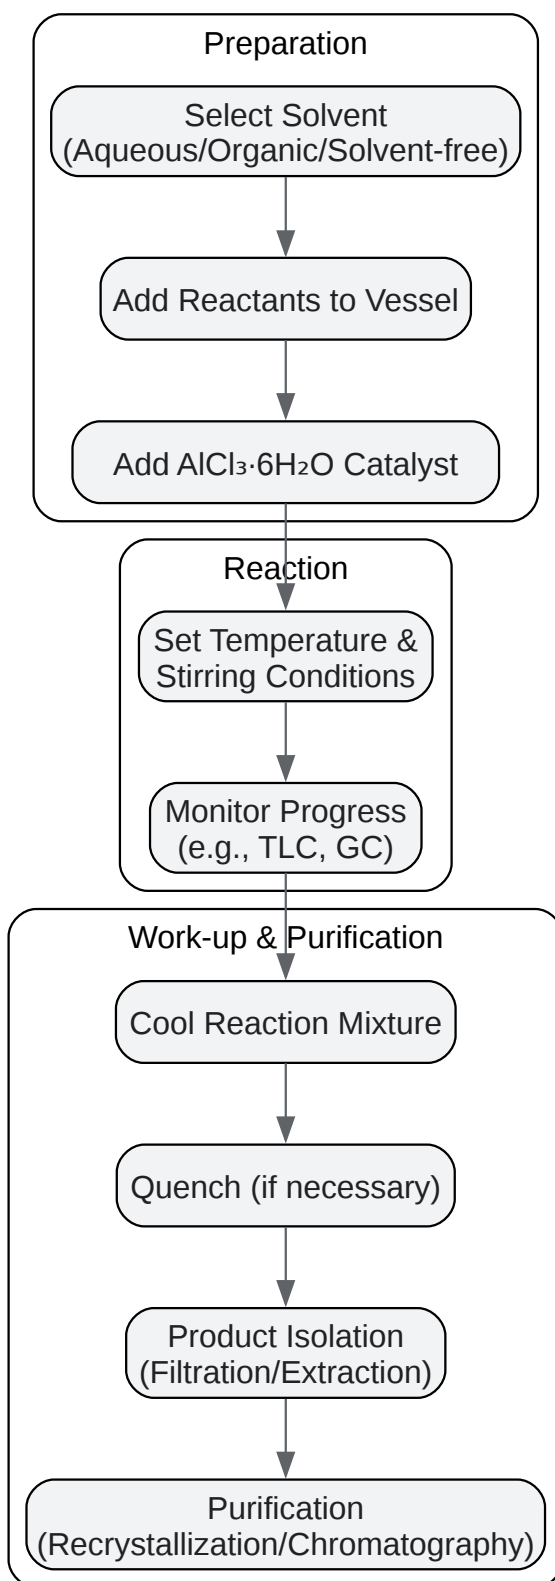 Preparation
Select Solvent
(Aqueous/Organic/Solvent-free)
Add Reactants to Vessel
Add AlCl₃·6H₂O Catalyst
Reaction
Set Temperature &
Stirring Conditions
Monitor Progress
(e.g., TLC, GC)
Work-up & Purification
Cool Reaction Mixture
Quench (if necessary)
Product Isolation
(Filtration/Extraction)
Purification
(Recrystallization/Chromatography)